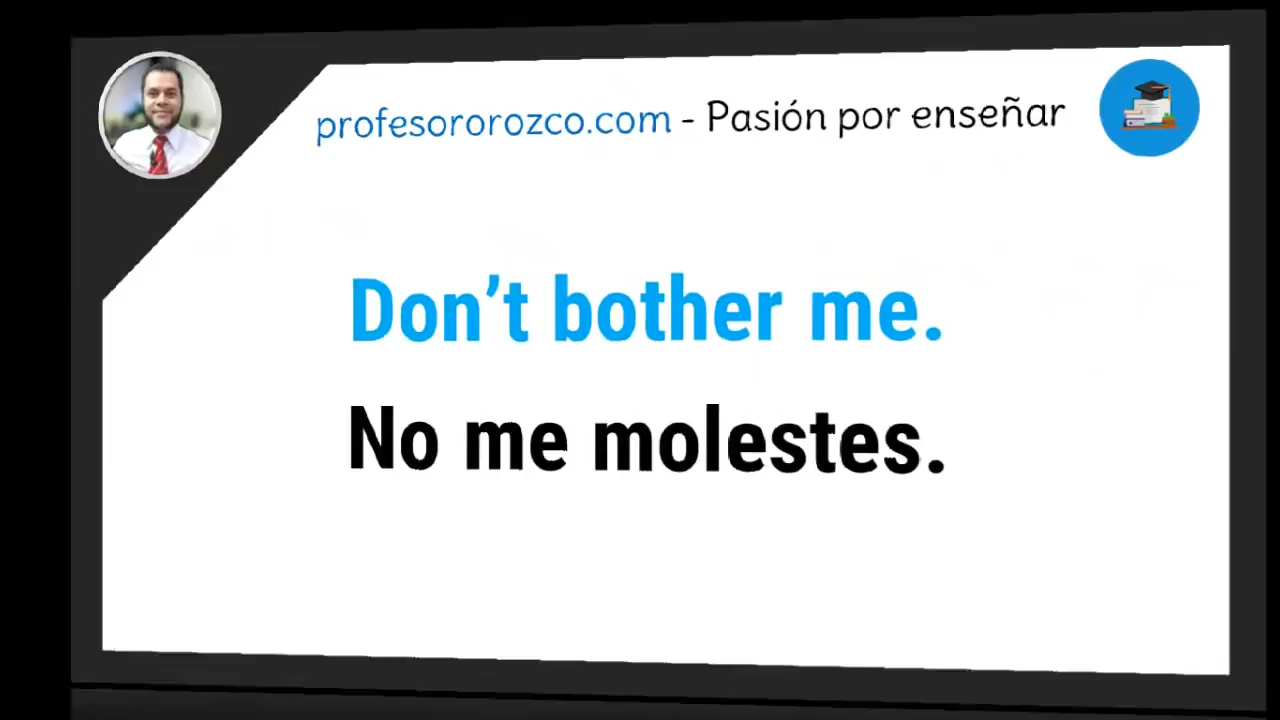 profesororozco.com - Pasión por enseñar
Don’t bother me.
No me molestes.